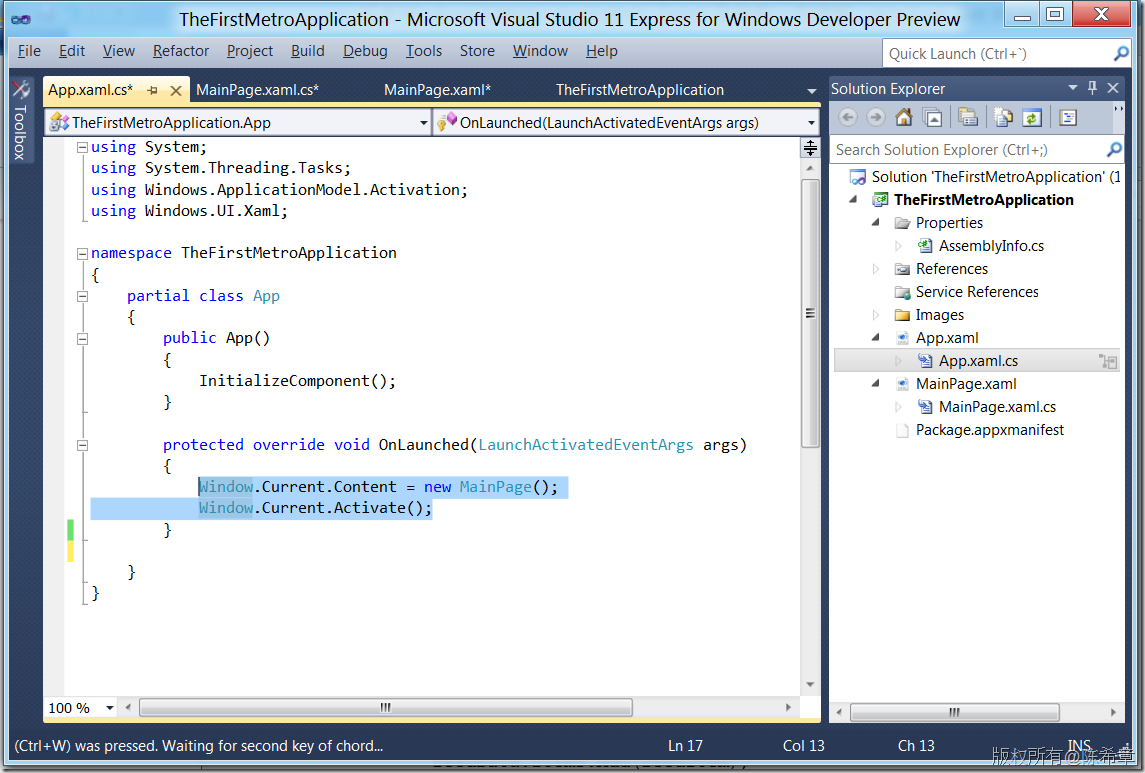 TheFirstMetroApplication - Microsoft Visual Studio 11 Express for Windows Developer Preview
File Edit View Refactor Project Build Debug Tools Store Window Help
Quick Launch (Ctrl+`)
Toolbox
App.xaml.cs* MainPage.xaml.cs* MainPage.xaml* TheFirstMetroApplication
TheFirstMetroApplication.App OnLaunched(LaunchActivatedEventArgs args)
using System;
using System.Threading.Tasks;
using Windows.ApplicationModel.Activation;
using Windows.UI.Xaml;
namespace TheFirstMetroApplication
{
partial class App
{
public App()
{
InitializeComponent();
}
protected override void OnLaunched(LaunchActivatedEventArgs args)
{
Window.Current.Content = new MainPage();
Window.Current.Activate();
}
}
}
100 %
Solution Explorer
Search Solution Explorer (Ctrl+;)
Solution 'TheFirstMetroApplication' (1
TheFirstMetroApplication
Properties
AssemblyInfo.cs
References
Service References
Images
App.xaml
App.xaml.cs
MainPage.xaml
MainPage.xaml.cs
Package.appxmanifest
(Ctrl+W) was pressed. Waiting for second key of chord... Ln 17 Col 13 Ch 13 INS
版权所有@陈希章